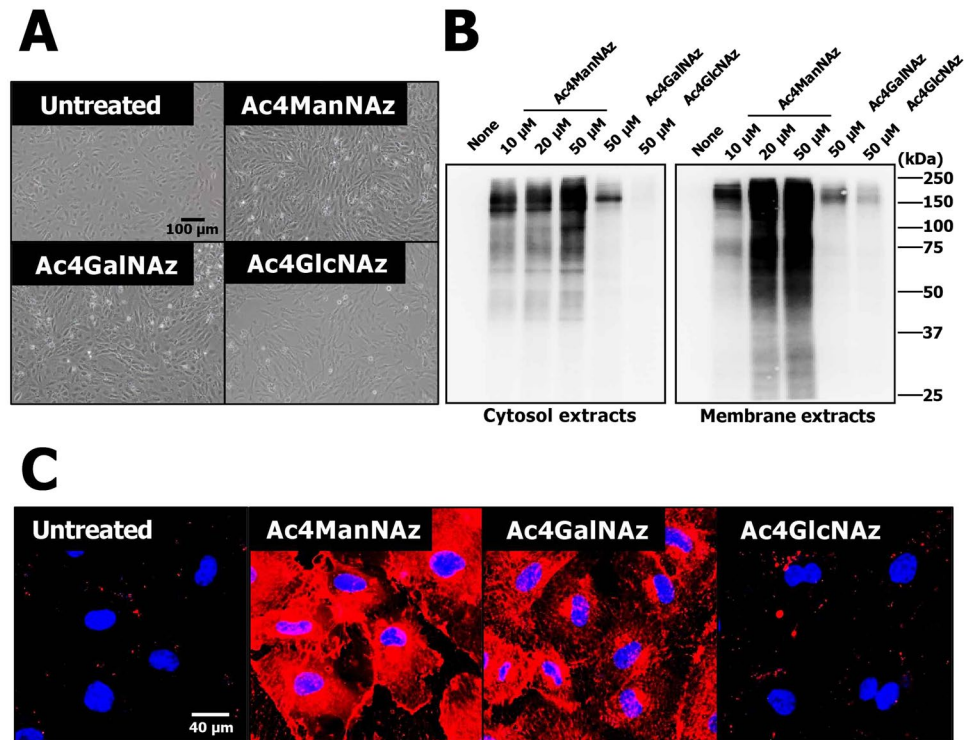 A
Untreated
Ac4ManNAz
100 µm
Ac4GalNAz
Ac4GlcNAz
B
Ac4ManNAz
Ac4GalNAz
Ac4GlcNAz
None
10 µM
20 µM
50 µM
50 µM
50 µM
Cytosol extracts
Ac4ManNAz
Ac4GalNAz
Ac4GlcNAz
None
10 µM
20 µM
50 µM
50 µM
50 µM
(kDa)
250
150
100
75
50
37
25
Membrane extracts
C
Untreated
Ac4ManNAz
Ac4GalNAz
Ac4GlcNAz
40 µm